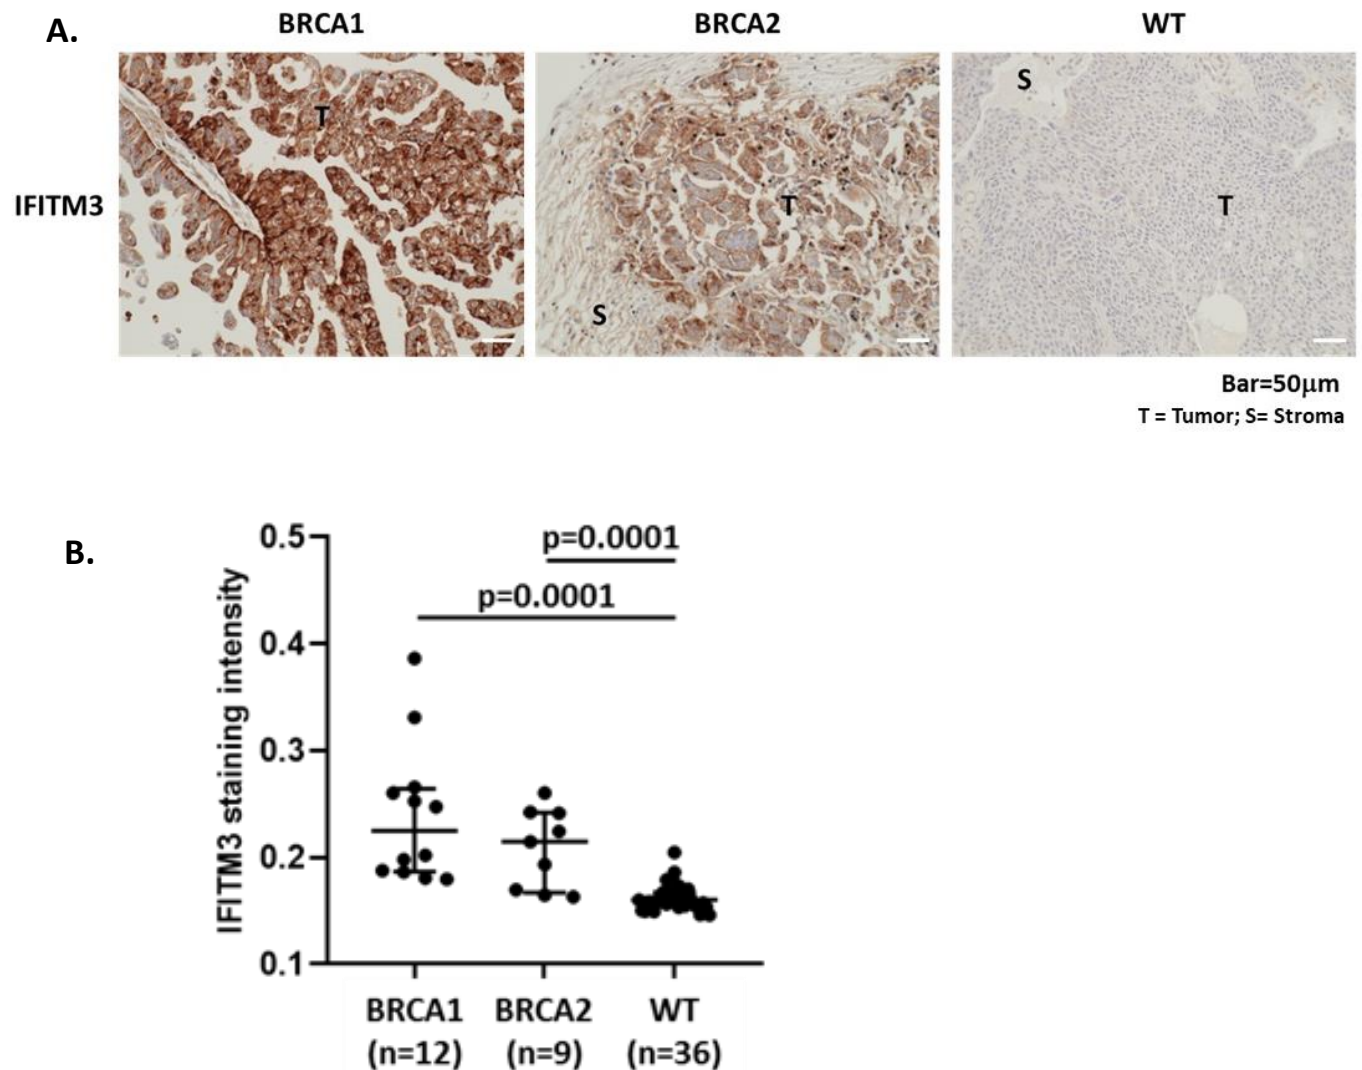 A.
BRCA1
BRCA2
WT
IFITM3
T
T
S
S
T
Bar=50μm
T = Tumor; S= Stroma
B.
IFITM3 staining intensity
0.5
0.4
0.3
0.2
0.1
p=0.0001
p=0.0001
BRCA1 BRCA2 WT
(n=12) (n=9) (n=36)